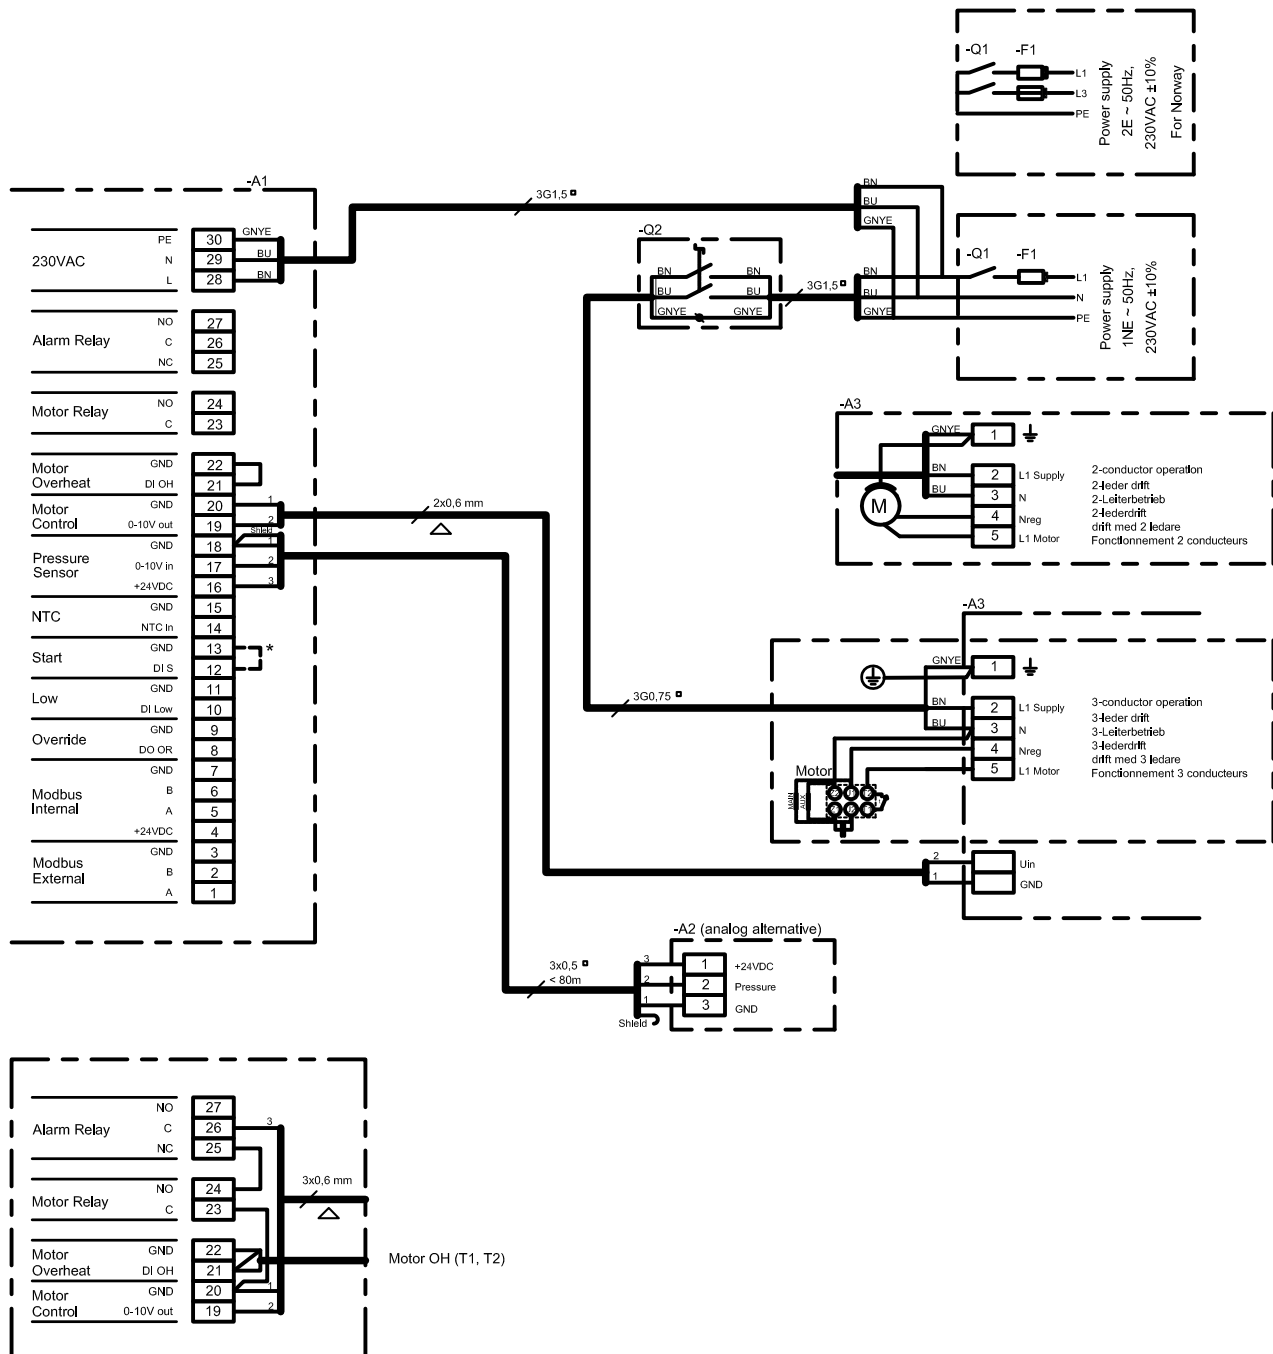 -Q1 -F1
L1
L3
PE
Power supply
2E ~ 50Hz,
230VAC ±10%
For Norway
-A1
230VAC
PE 30 GNYE
N 29 BU
L 28 BN
3G1,5
BN
BU
GNYE
-Q2
BN BN
BU BU
GNYE GNYE
3G1,5
BN
BU
GNYE
-Q1 -F1
L1
N
PE
Power supply
1NE ~ 50Hz,
230VAC ±10%
Alarm Relay
NO 27
C 26
NC 25
Motor Relay
NO 24
C 23
Motor
Overheat
GND 22
DI OH 21
Motor
Control
GND 20 1
0-10V out 19 2
Shield
Pressure
Sensor
GND 18 1
0-10V in 17 2
+24VDC 16 3
NTC
GND 15
NTC In 14
Start
GND 13 *
DI S 12
Low
GND 11
DI Low 10
Override
GND 9
DO OR 8
Modbus
Internal
GND 7
B 6
A 5
+24VDC 4
Modbus
External
GND 3
B 2
A 1
2x0,6 mm
-A3
GNYE 1
BN 2 L1 Supply
BU 3 N
4 Nreg
5 L1 Motor
M
2-conductor operation
2-leder drift
2-Leiterbetrieb
2-lederdrift
drift med 2 ledare
Fonctionnement 2 conducteurs
-A3
3G0,75
GNYE 1
BN 2 L1 Supply
BU 3 N
4 Nreg
5 L1 Motor
3-conductor operation
3-leder drift
3-Leiterbetrieb
3-lederdrift
drift med 3 ledare
Fonctionnement 3 conducteurs
Motor
MAIN
AUX
2 Uin
1 GND
-A2 (analog alternative)
3x0,5
< 80m
3 1 +24VDC
2 2 Pressure
1 3 GND
Shield
Alarm Relay
NO 27
C 26 3
NC 25
Motor Relay
NO 24
C 23
3x0,6 mm
Motor
Overheat
GND 22
DI OH 21
Motor OH (T1, T2)
Motor
Control
GND 20 1
0-10V out 19 2